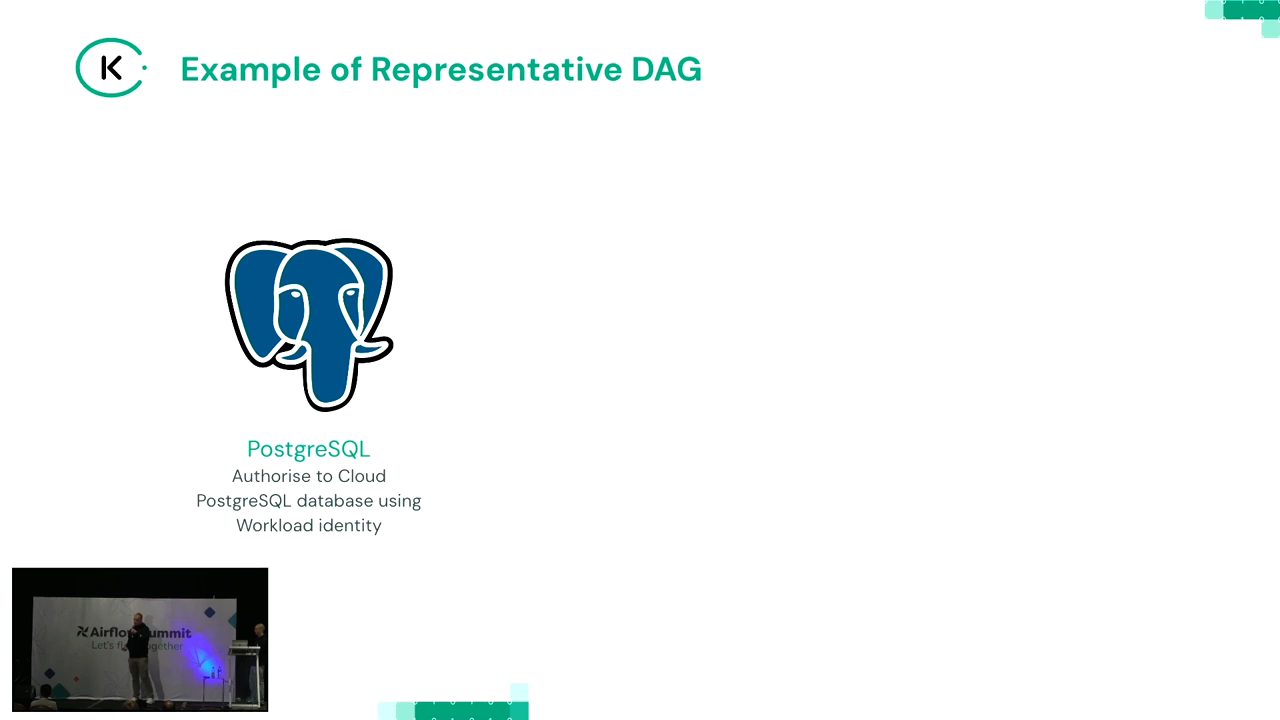 K
Example of Representative DAG
PostgreSQL
Authorise to Cloud
PostgreSQL database using
Workload identity